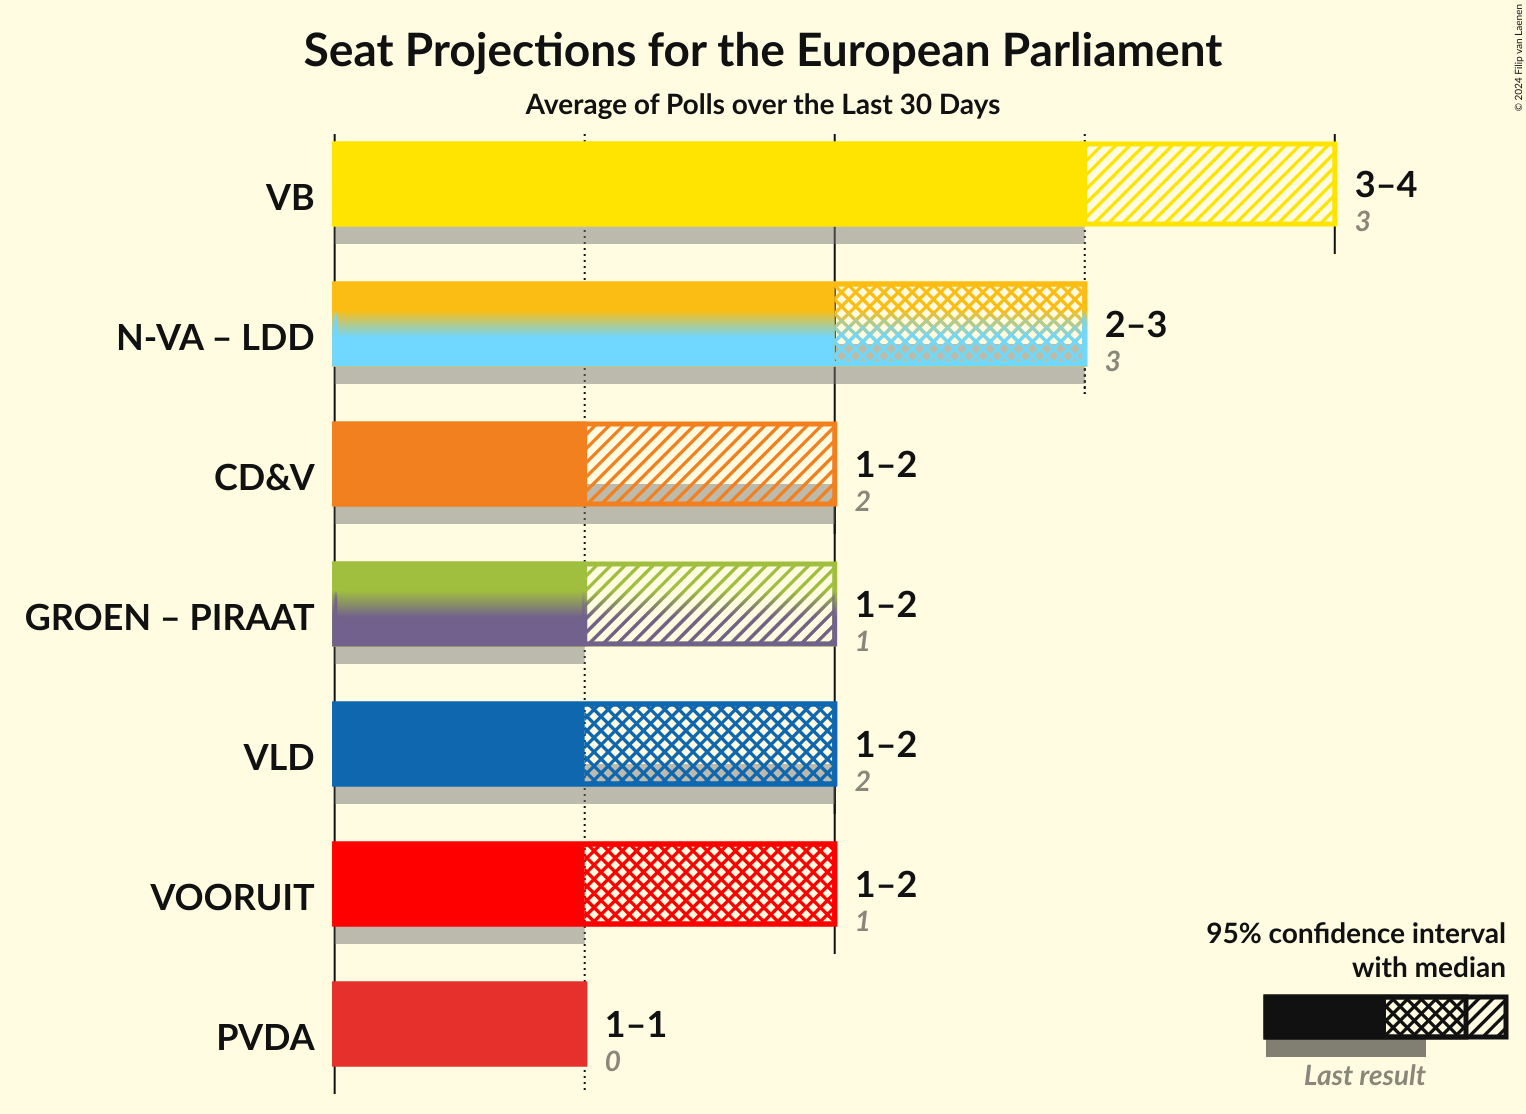 Seat Projections for the European Parliament
Average of Polls over the Last 30 Days
© 2024 Filip van Laenen
VB
3–4
3
N-VA – LDD
2–3
3
CD&V
1–2
2
GROEN – PIRAAT
1–2
1
VLD
1–2
2
VOORUIT
1–2
1
PVDA
1–1
0
95% confidence interval
with median
Last result